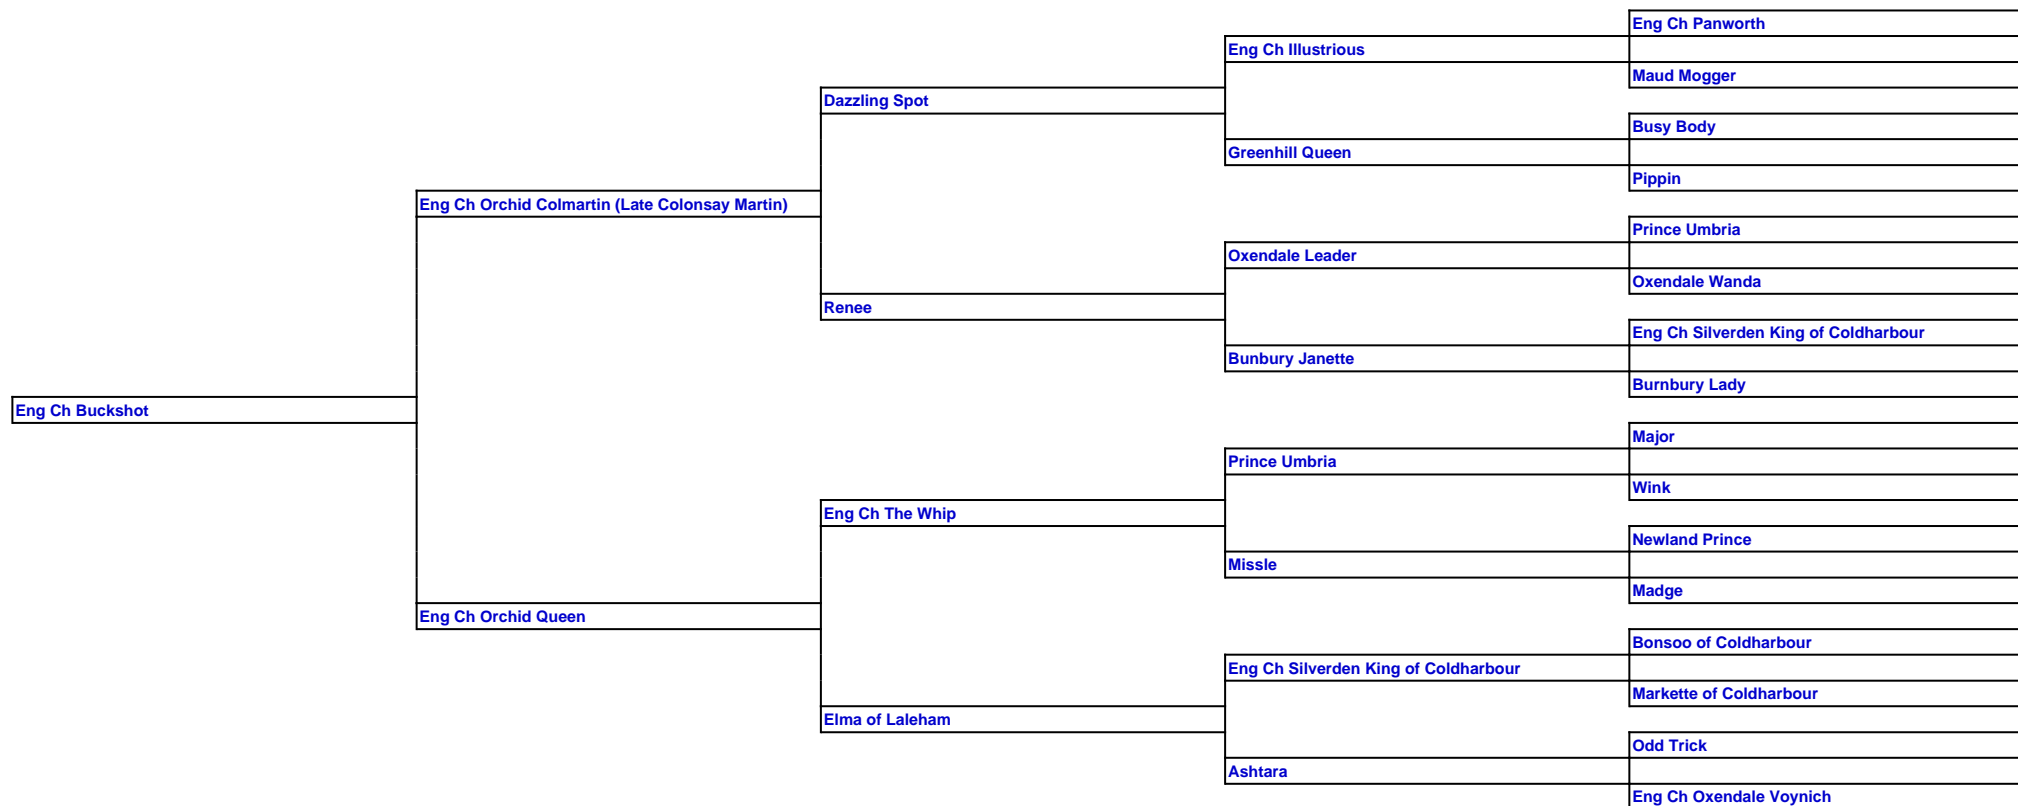 Eng Ch Panworth
Eng Ch Illustrious
Maud Mogger
Dazzling Spot
Busy Body
Greenhill Queen
Pippin
Eng Ch Orchid Colmartin (Late Colonsay Martin)
Prince Umbria
Oxendale Leader
Oxendale Wanda
Renee
Eng Ch Silverden King of Coldharbour
Bunbury Janette
Burnbury Lady
Eng Ch Buckshot
Major
Prince Umbria
Wink
Eng Ch The Whip
Newland Prince
Missle
Madge
Eng Ch Orchid Queen
Bonsoo of Coldharbour
Eng Ch Silverden King of Coldharbour
Markette of Coldharbour
Elma of Laleham
Odd Trick
Ashtara
Eng Ch Oxendale Voynich